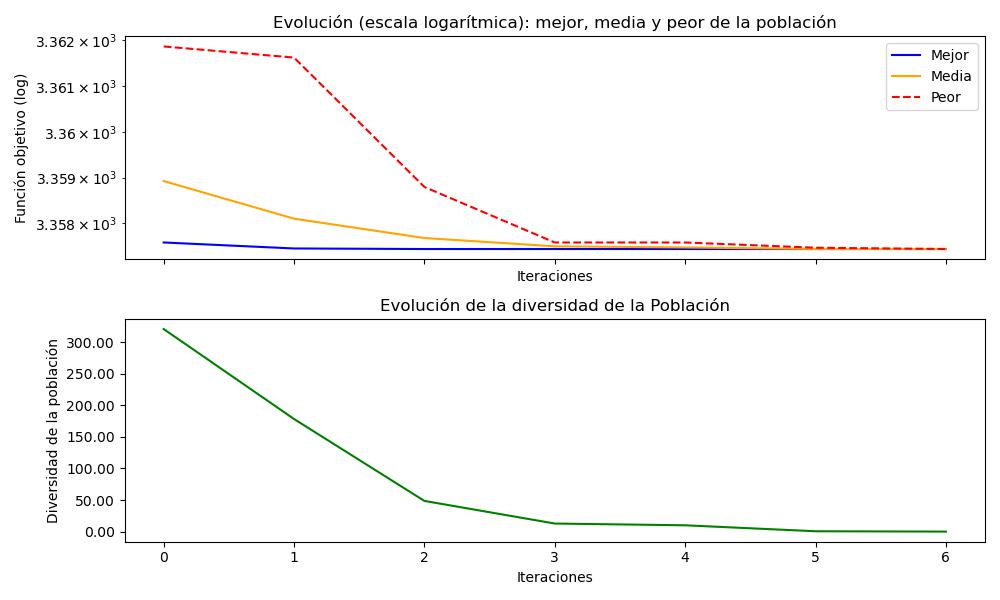 Evolución (escala logarítmica): mejor, media y peor de la población
3.362 × 10³
3.361 × 10³
3.36 × 10³
3.359 × 10³
3.358 × 10³
Función objetivo (log)
Mejor
Media
Peor
Iteraciones
Evolución de la diversidad de la Población
300.00
250.00
200.00
150.00
100.00
50.00
0.00
Diversidad de la población
0 1 2 3 4 5 6
Iteraciones